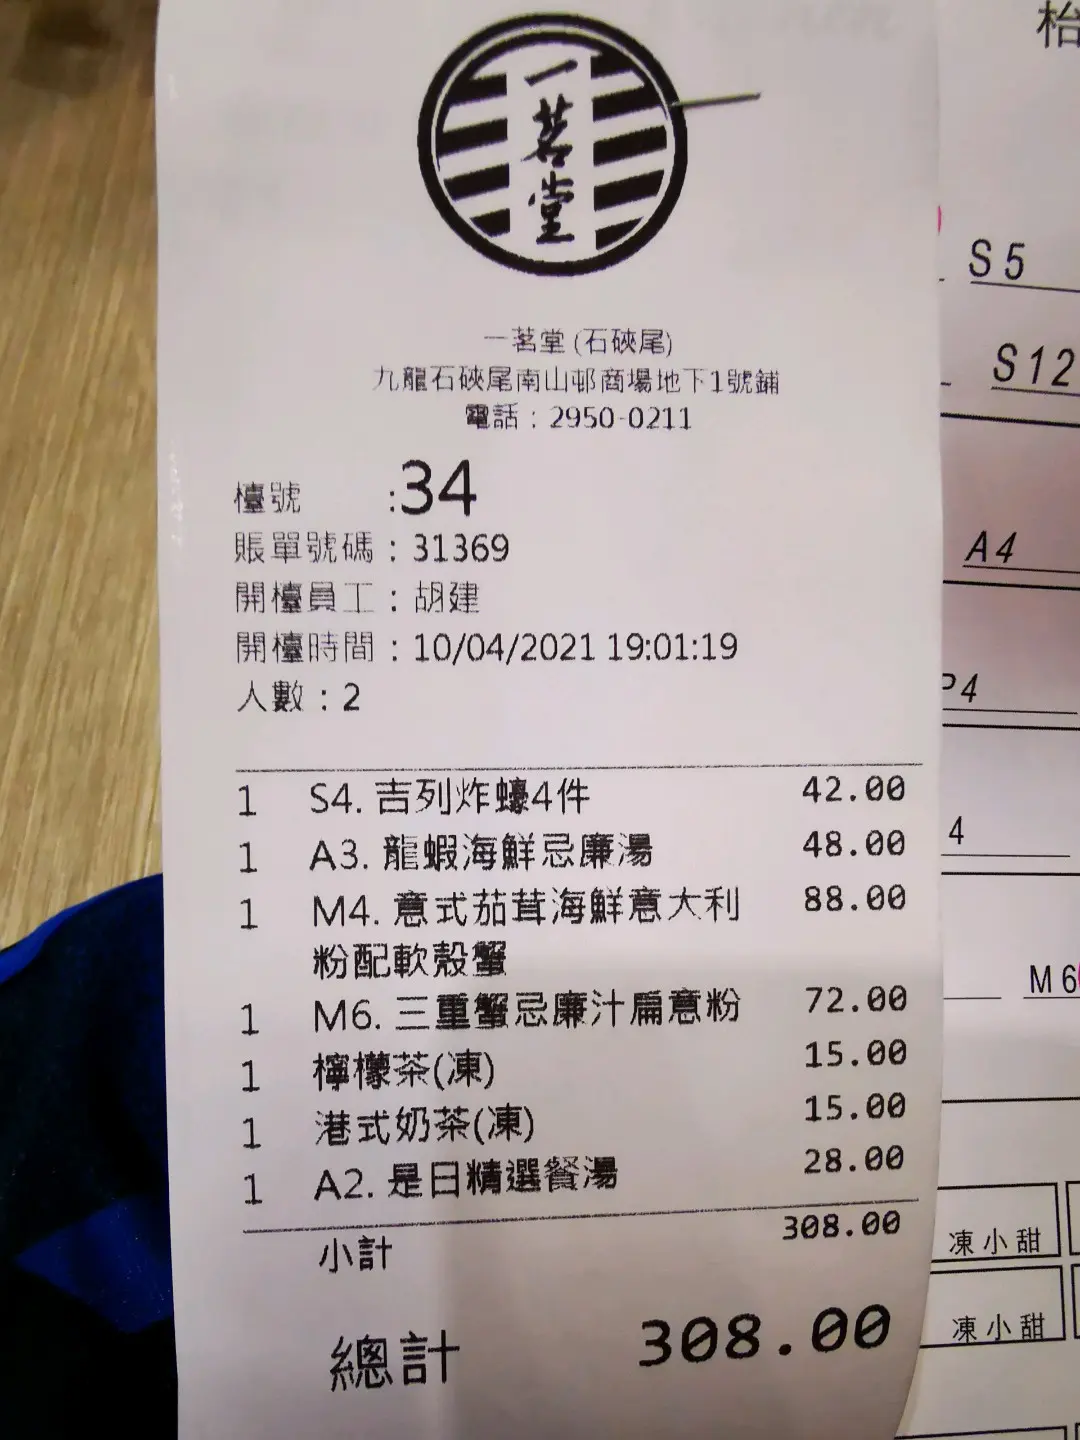 一茗堂
一茗堂 (石硤尾)
九龍石硤尾南山邨商場地下1號鋪
電話：2950-0211
檯號 :34
賬單號碼：31369
開檯員工：胡建
開檯時間：10/04/2021 19:01:19
人數：2
1 S4. 吉列炸蠔4件 42.00
1 A3. 龍蝦海鮮忌廉湯 48.00
1 M4. 意式茄茸海鮮意大利 88.00
粉配軟殼蟹
1 M6. 三重蟹忌廉汁扁意粉 72.00
1 檸檬茶(凍) 15.00
1 港式奶茶(凍) 15.00
1 A2. 是日精選餐湯 28.00
小計 308.00
總計 308.00
枱
S5
S12
A4
P4
4
M6
凍小甜
凍小甜